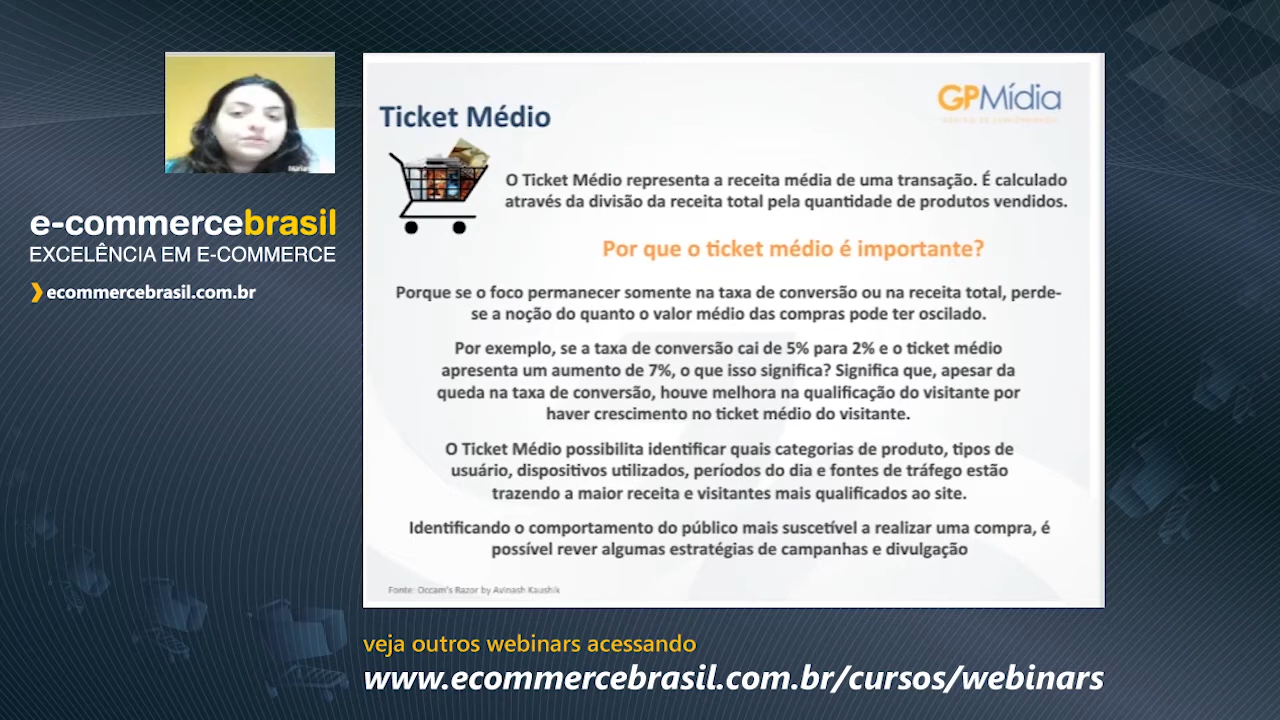 e-commercebrasil
EXCELÊNCIA EM E-COMMERCE
ecommercebrasil.com.br
GPMídia
Ticket Médio
O Ticket Médio representa a receita média de uma transação. É calculado
através da divisão da receita total pela quantidade de produtos vendidos.
Por que o ticket médio é importante?
Porque se o foco permanecer somente na taxa de conversão ou na receita total, perde-
se a noção do quanto o valor médio das compras pode ter oscilado.
Por exemplo, se a taxa de conversão cai de 5% para 2% e o ticket médio
apresenta um aumento de 7%, o que isso significa? Significa que, apesar da
queda na taxa de conversão, houve melhora na qualificação do visitante por
haver crescimento no ticket médio do visitante.
O Ticket Médio possibilita identificar quais categorias de produto, tipos de
usuário, dispositivos utilizados, períodos do dia e fontes de tráfego estão
trazendo a maior receita e visitantes mais qualificados ao site.
Identificando o comportamento do público mais suscetível a realizar uma compra, é
possível rever algumas estratégias de campanhas e divulgação
Fonte: Occam's Razor by Avinash Kaushik
veja outros webinars acessando
www.ecommercebrasil.com.br/cursos/webinars